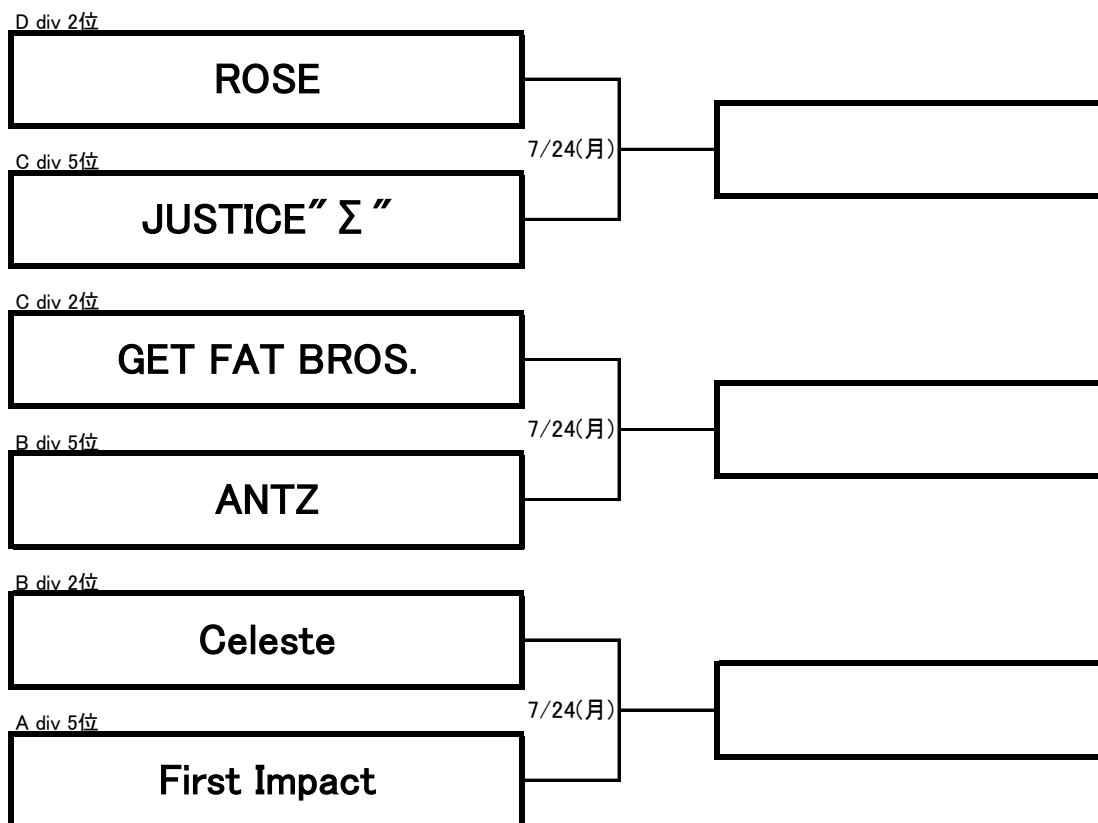 D div 2位
ROSE
7/24(月)
C div 5位
JUSTICE″Σ″
C div 2位
GET FAT BROS.
7/24(月)
B div 5位
ANTZ
B div 2位
Celeste
7/24(月)
A div 5位
First Impact